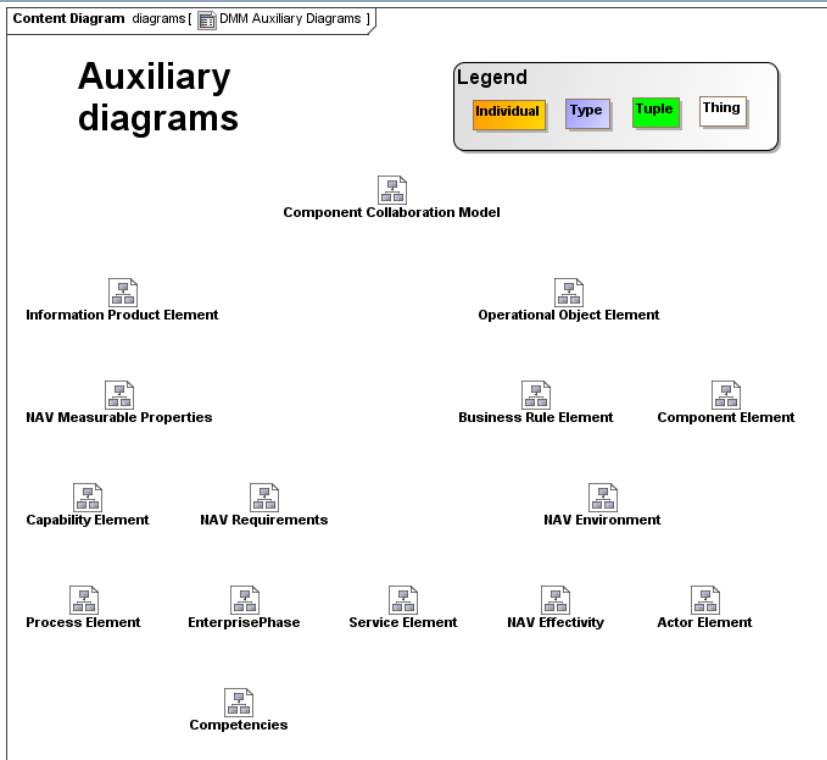 Content Diagram diagrams [ DMM Auxiliary Diagrams ]
Auxiliary
diagrams
Legend
Individual Type Tuple Thing
Component Collaboration Model
Information Product Element Operational Object Element
NAV Measurable Properties Business Rule Element Component Element
Capability Element NAV Requirements NAV Environment
Process Element EnterprisePhase Service Element NAV Effectivity Actor Element
Competencies